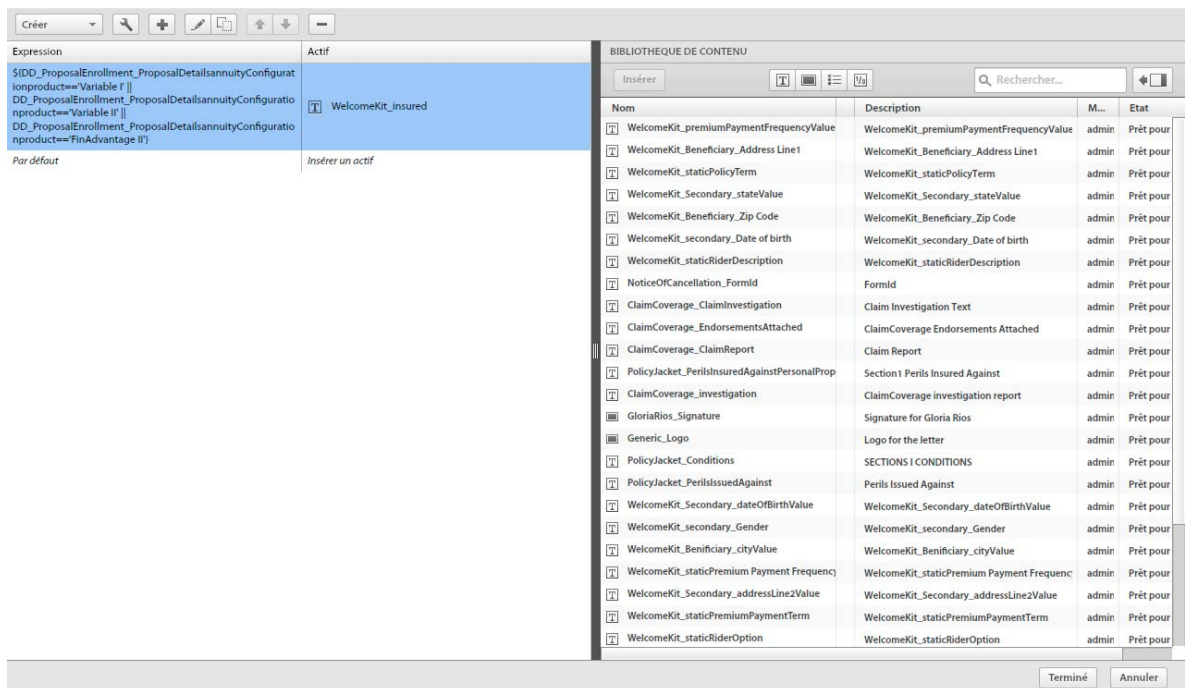 Créer
Expression Actif
${DD_ProposalEnrollment_ProposalDetailsannuityConfigurat
ionproduct=='Variable I' ||
DD_ProposalEnrollment_ProposalDetailsannuityConfiguratio
nproduct=='Variable II' ||
DD_ProposalEnrollment_ProposalDetailsannuityConfiguratio
nproduct=='FinAdvantage II'}
WelcomeKit_insured
Par défaut Insérer un actif
BIBLIOTHEQUE DE CONTENU
Insérer Rechercher...
Nom Description M... Etat
WelcomeKit_premiumPaymentFrequencyValue WelcomeKit_premiumPaymentFrequencyValue admin Prêt pour
WelcomeKit_Beneficiary_Address Line1 WelcomeKit_Beneficiary_Address Line1 admin Prêt pour
WelcomeKit_staticPolicyTerm WelcomeKit_staticPolicyTerm admin Prêt pour
WelcomeKit_Secondary_stateValue WelcomeKit_Secondary_stateValue admin Prêt pour
WelcomeKit_Beneficiary_Zip Code WelcomeKit_Beneficiary_Zip Code admin Prêt pour
WelcomeKit_secondary_Date of birth WelcomeKit_secondary_Date of birth admin Prêt pour
WelcomeKit_staticRiderDescription WelcomeKit_staticRiderDescription admin Prêt pour
NoticeOfCancellation_FormId FormId admin Prêt pour
ClaimCoverage_ClaimInvestigation Claim Investigation Text admin Prêt pour
ClaimCoverage_EndorsementsAttached ClaimCoverage Endorsements Attached admin Prêt pour
ClaimCoverage_ClaimReport Claim Report admin Prêt pour
PolicyJacket_PerilsInsuredAgainstPersonalProp Section1 Perils Insured Against admin Prêt pour
ClaimCoverage_investigation ClaimCoverage investigation report admin Prêt pour
GloriaRios_Signature Signature for Gloria Rios admin Prêt pour
Generic_Logo Logo for the letter admin Prêt pour
PolicyJacket_Conditions SECTIONS I CONDITIONS admin Prêt pour
PolicyJacket_PerilsIssuedAgainst Perils Issued Against admin Prêt pour
WelcomeKit_Secondary_dateOfBirthValue WelcomeKit_Secondary_dateOfBirthValue admin Prêt pour
WelcomeKit_secondary_Gender WelcomeKit_secondary_Gender admin Prêt pour
WelcomeKit_Benificiary_cityValue WelcomeKit_Benificiary_cityValue admin Prêt pour
WelcomeKit_staticPremium Payment Frequency WelcomeKit_staticPremium Payment Frequenc admin Prêt pour
WelcomeKit_Secondary_addressLine2Value WelcomeKit_Secondary_addressLine2Value admin Prêt pour
WelcomeKit_staticPremiumPaymentTerm WelcomeKit_staticPremiumPaymentTerm admin Prêt pour
WelcomeKit_staticRiderOption WelcomeKit_staticRiderOption admin Prêt pour
Terminé Annuler